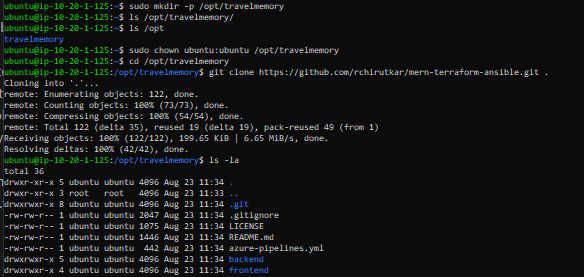 ubuntu@ip-10-20-1-125:~$ sudo mkdir -p /opt/travelmemory
ubuntu@ip-10-20-1-125:~$ ls /opt/travelmemory/
ubuntu@ip-10-20-1-125:~$ ls /opt
travelmemory
ubuntu@ip-10-20-1-125:~$ sudo chown ubuntu:ubuntu /opt/travelmemory
ubuntu@ip-10-20-1-125:~$ cd /opt/travelmemory
ubuntu@ip-10-20-1-125:/opt/travelmemory$ git clone https://github.com/rchirutkar/mern-terraform-ansible.git .
Cloning into '.'...
remote: Enumerating objects: 122, done.
remote: Counting objects: 100% (73/73), done.
remote: Compressing objects: 100% (54/54), done.
remote: Total 122 (delta 35), reused 19 (delta 19), pack-reused 49 (from 1)
Receiving objects: 100% (122/122), 199.65 KiB | 6.65 MiB/s, done.
Resolving deltas: 100% (42/42), done.
ubuntu@ip-10-20-1-125:/opt/travelmemory$ ls -la
total 36
drwxr-xr-x 5 ubuntu ubuntu 4096 Aug 23 11:34 .
drwxr-xr-x 3 root   root   4096 Aug 23 11:33 ..
drwxrwxr-x 8 ubuntu ubuntu 4096 Aug 23 11:34 .git
-rw-rw-r-- 1 ubuntu ubuntu 2047 Aug 23 11:34 .gitignore
-rw-rw-r-- 1 ubuntu ubuntu 1075 Aug 23 11:34 LICENSE
-rw-rw-r-- 1 ubuntu ubuntu 1446 Aug 23 11:34 README.md
-rw-rw-r-- 1 ubuntu ubuntu  442 Aug 23 11:34 azure-pipelines.yml
drwxrwxr-x 5 ubuntu ubuntu 4096 Aug 23 11:34 backend
drwxrwxr-x 4 ubuntu ubuntu 4096 Aug 23 11:34 frontend